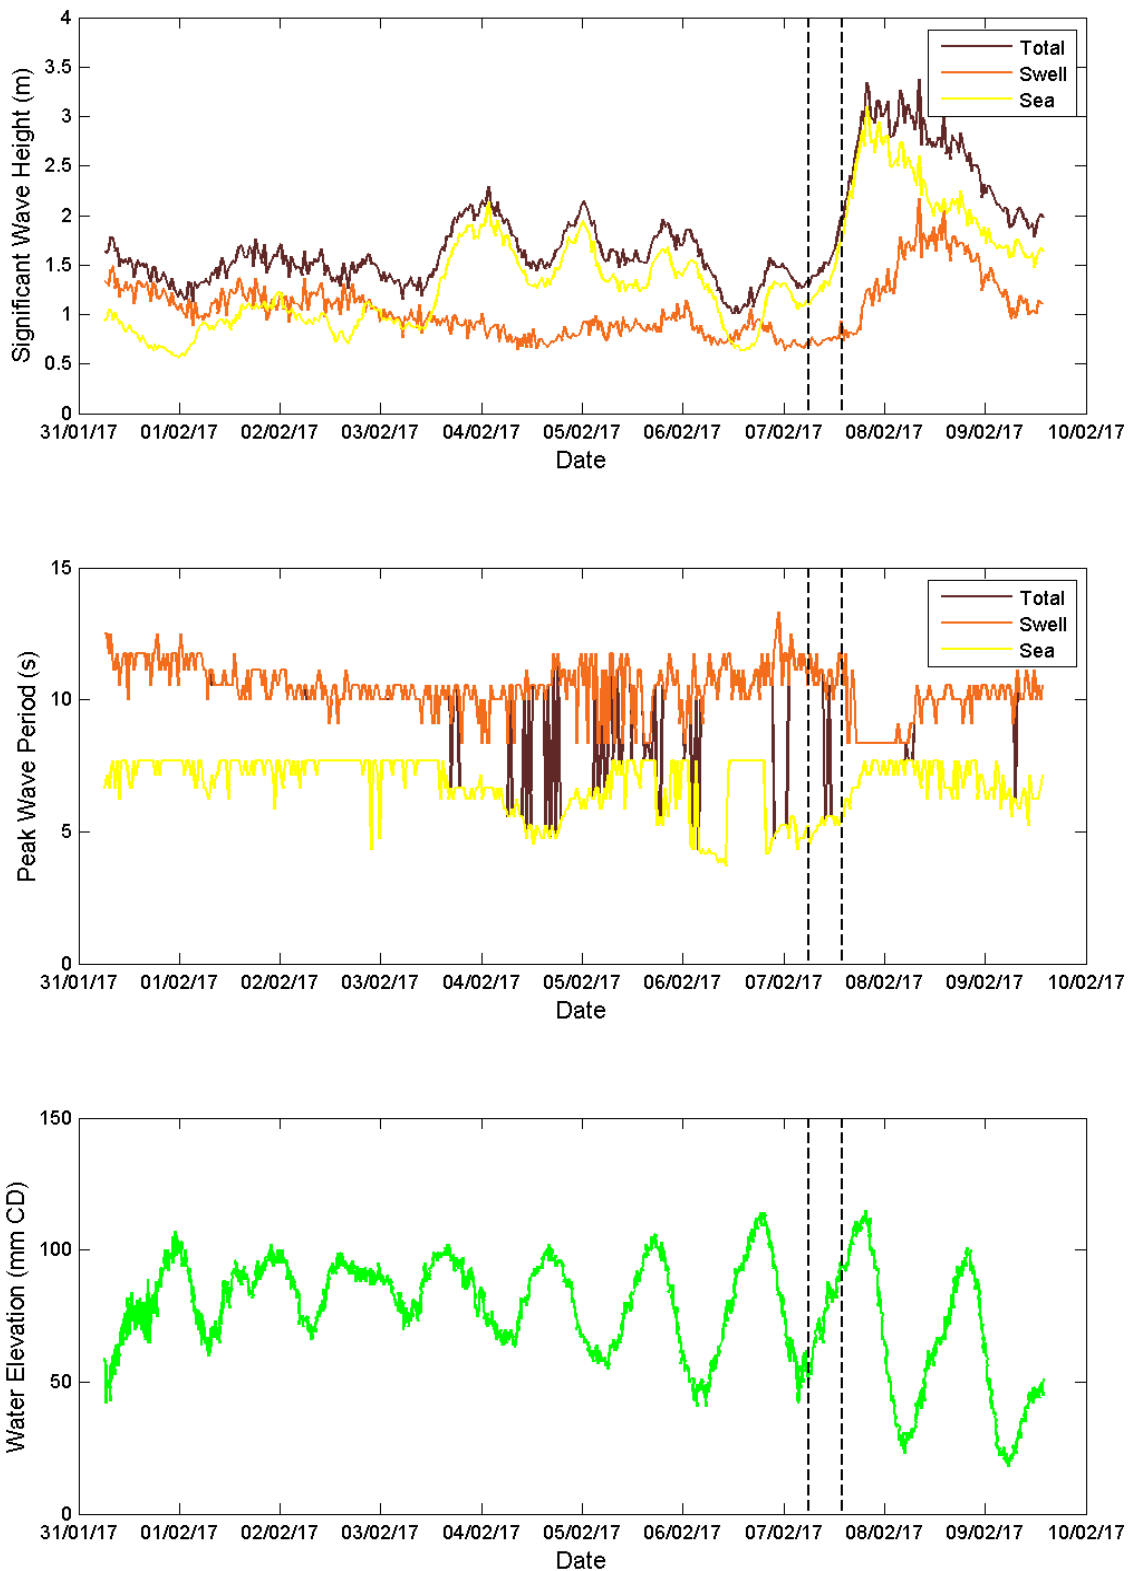 4
3.5
3
2.5
2
1.5
1
0.5
0
Significant Wave Height (m)
Total
Swell
Sea
31/01/17 01/02/17 02/02/17 03/02/17 04/02/17 05/02/17 06/02/17 07/02/17 08/02/17 09/02/17 10/02/17
Date
15
10
5
0
Peak Wave Period (s)
Total
Swell
Sea
31/01/17 01/02/17 02/02/17 03/02/17 04/02/17 05/02/17 06/02/17 07/02/17 08/02/17 09/02/17 10/02/17
Date
150
100
50
0
Water Elevation (mm CD)
31/01/17 01/02/17 02/02/17 03/02/17 04/02/17 05/02/17 06/02/17 07/02/17 08/02/17 09/02/17 10/02/17
Date